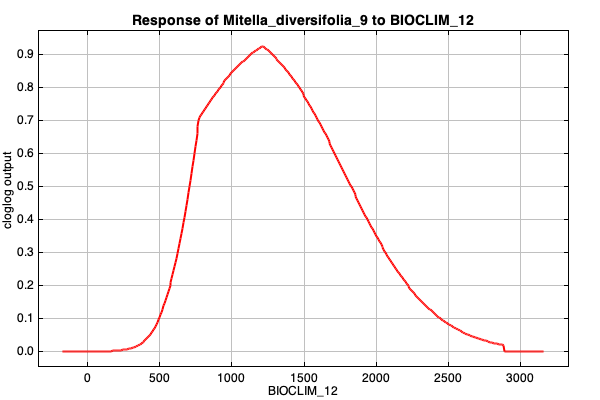 Response of Mitella_diversifolia_9 to BIOCLIM_12
cloglog output
0.9
0.8
0.7
0.6
0.5
0.4
0.3
0.2
0.1
0.0
0 500 1000 1500 2000 2500 3000
BIOCLIM_12